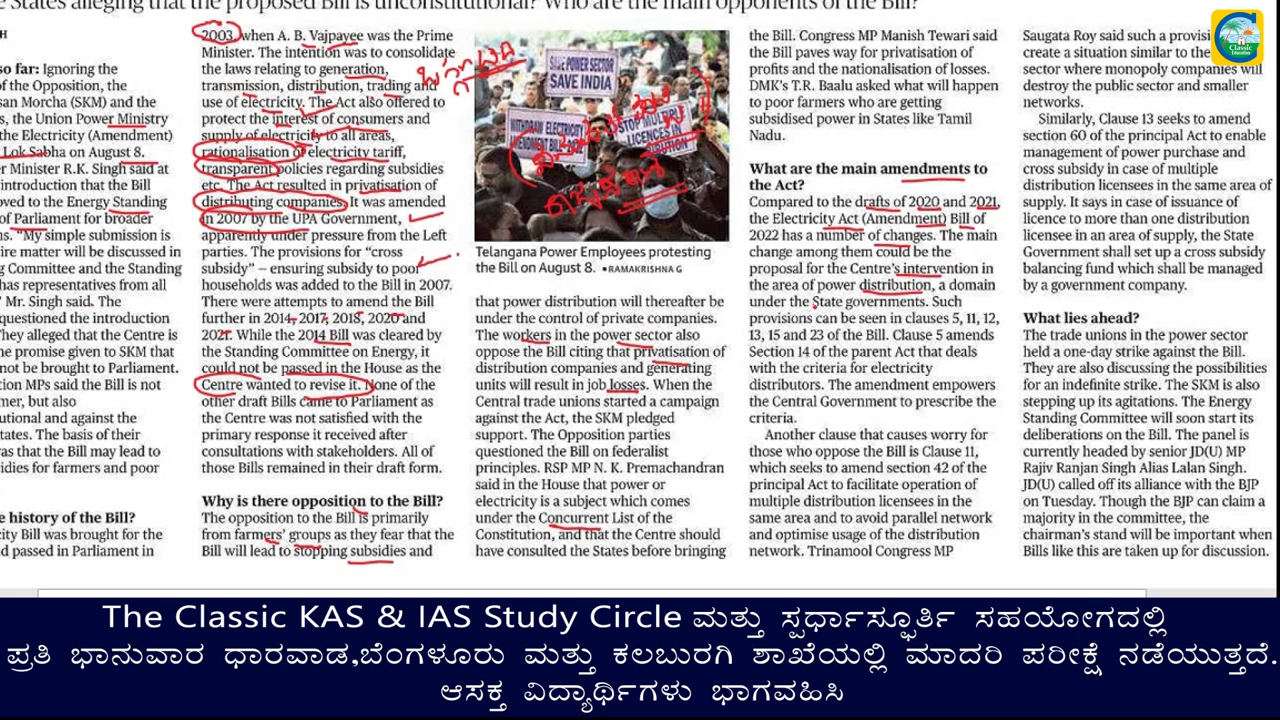 States alleging that the proposed Bill is unconstitutional? Who are the main opponents of the Bill?
H
so far: Ignoring the
of the Opposition, the
san Morcha (SKM) and the
s, the Union Power Ministry
the Electricity (Amendment)
Lok Sabha on August 8.
er Minister R.K. Singh said at
introduction that the Bill
ved to the Energy Standing
of Parliament for broader
ns. “My simple submission is
ire matter will be discussed in
g Committee and the Standing
has representatives from all
” Mr. Singh said. The
questioned the introduction
They alleged that the Centre is
he promise given to SKM that
not be brought to Parliament.
tion MPs said the Bill is not
mer, but also
utional and against the
tates. The basis of their
was that the Bill may lead to
sidies for farmers and poor
e history of the Bill?
city Bill was brought for the
d passed in Parliament in
2003, when A. B. Vajpayee was the Prime
Minister. The intention was to consolidate
the laws relating to generation,
transmission, distribution, trading and
use of electricity. The Act also offered to
protect the interest of consumers and
supply of electricity to all areas,
rationalisation of electricity tariff,
transparent policies regarding subsidies
etc. The Act resulted in privatisation of
distributing companies. It was amended
in 2007 by the UPA Government,
apparently under pressure from the Left
parties. The provisions for “cross
subsidy” – ensuring subsidy to poor
households was added to the Bill in 2007.
There were attempts to amend the Bill
further in 2014, 2017, 2018, 2020 and
2021. While the 2014 Bill was cleared by
the Standing Committee on Energy, it
could not be passed in the House as the
Centre wanted to revise it. None of the
other draft Bills came to Parliament as
the Centre was not satisfied with the
primary response it received after
consultations with stakeholders. All of
those Bills remained in their draft form.
Why is there opposition to the Bill?
The opposition to the Bill is primarily
from farmers’ groups as they fear that the
Bill will lead to stopping subsidies and
SAVE POWER SECTOR
SAVE INDIA
WITHDRAW ELECTRICITY
AMENDMENT BILL
STOP MULTIPLE
LICENCES IN
Telangana Power Employees protesting
the Bill on August 8. • RAMAKRISHNA G
that power distribution will thereafter be
under the control of private companies.
The workers in the power sector also
oppose the Bill citing that privatisation of
distribution companies and generating
units will result in job losses. When the
Central trade unions started a campaign
against the Act, the SKM pledged
support. The Opposition parties
questioned the Bill on federalist
principles. RSP MP N. K. Premachandran
said in the House that power or
electricity is a subject which comes
under the Concurrent List of the
Constitution, and that the Centre should
have consulted the States before bringing
the Bill. Congress MP Manish Tewari said
the Bill paves way for privatisation of
profits and the nationalisation of losses.
DMK’s T.R. Baalu asked what will happen
to poor farmers who are getting
subsidised power in States like Tamil
Nadu.
What are the main amendments to
the Act?
Compared to the drafts of 2020 and 2021,
the Electricity Act (Amendment) Bill of
2022 has a number of changes. The main
change among them could be the
proposal for the Centre’s intervention in
the area of power distribution, a domain
under the State governments. Such
provisions can be seen in clauses 5, 11, 12,
13, 15 and 23 of the Bill. Clause 5 amends
Section 14 of the parent Act that deals
with the criteria for electricity
distributors. The amendment empowers
the Central Government to prescribe the
criteria.
Another clause that causes worry for
those who oppose the Bill is Clause 11,
which seeks to amend section 42 of the
principal Act to facilitate operation of
multiple distribution licensees in the
same area and to avoid parallel network
and optimise usage of the distribution
network. Trinamool Congress MP
Saugata Roy said such a provision
create a situation similar to the
sector where monopoly companies will
destroy the public sector and smaller
networks.
Similarly, Clause 13 seeks to amend
section 60 of the principal Act to enable
management of power purchase and
cross subsidy in case of multiple
distribution licensees in the same area of
supply. It says in case of issuance of
licence to more than one distribution
licensee in an area of supply, the State
Government shall set up a cross subsidy
balancing fund which shall be managed
by a government company.
What lies ahead?
The trade unions in the power sector
held a one-day strike against the Bill.
They are also discussing the possibilities
for an indefinite strike. The SKM is also
stepping up its agitations. The Energy
Standing Committee will soon start its
deliberations on the Bill. The panel is
currently headed by senior JD(U) MP
Rajiv Ranjan Singh Alias Lalan Singh.
JD(U) called off its alliance with the BJP
on Tuesday. Though the BJP can claim a
majority in the committee, the
chairman’s stand will be important when
Bills like this are taken up for discussion.
Classic
Education
The Classic KAS & IAS Study Circle ಮತ್ತು ಸ್ಪರ್ಧಾಸ್ಫೂರ್ತಿ ಸಹಯೋಗದಲ್ಲಿ
ಪ್ರತಿ ಭಾನುವಾರ ಧಾರವಾಡ,ಬೆಂಗಳೂರು ಮತ್ತು ಕಲಬುರಗಿ ಶಾಖೆಯಲ್ಲಿ ಮಾದರಿ ಪರೀಕ್ಷೆ ನಡೆಯುತ್ತದೆ.
ಆಸಕ್ತ ವಿದ್ಯಾರ್ಥಿಗಳು ಭಾಗವಹಿಸಿ